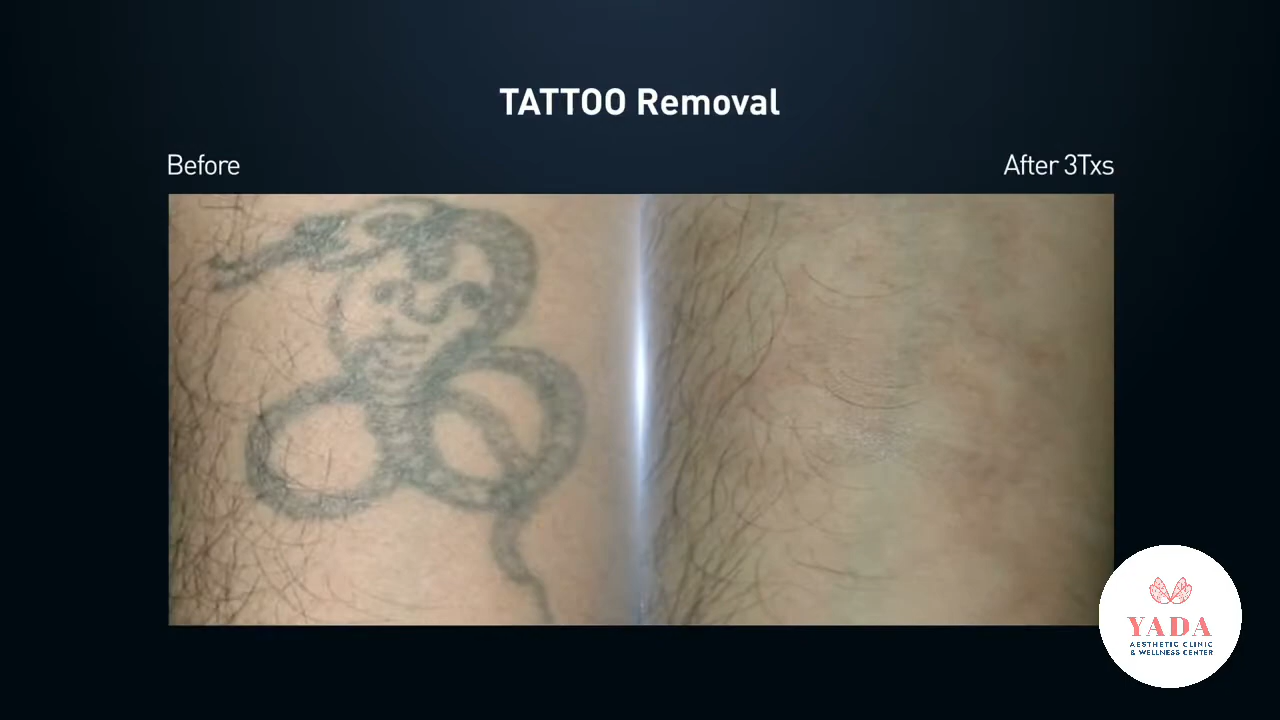 TATTOO Removal
Before
After 3Txs
YADA
AESTHETIC CLINIC
& WELLNESS CENTER